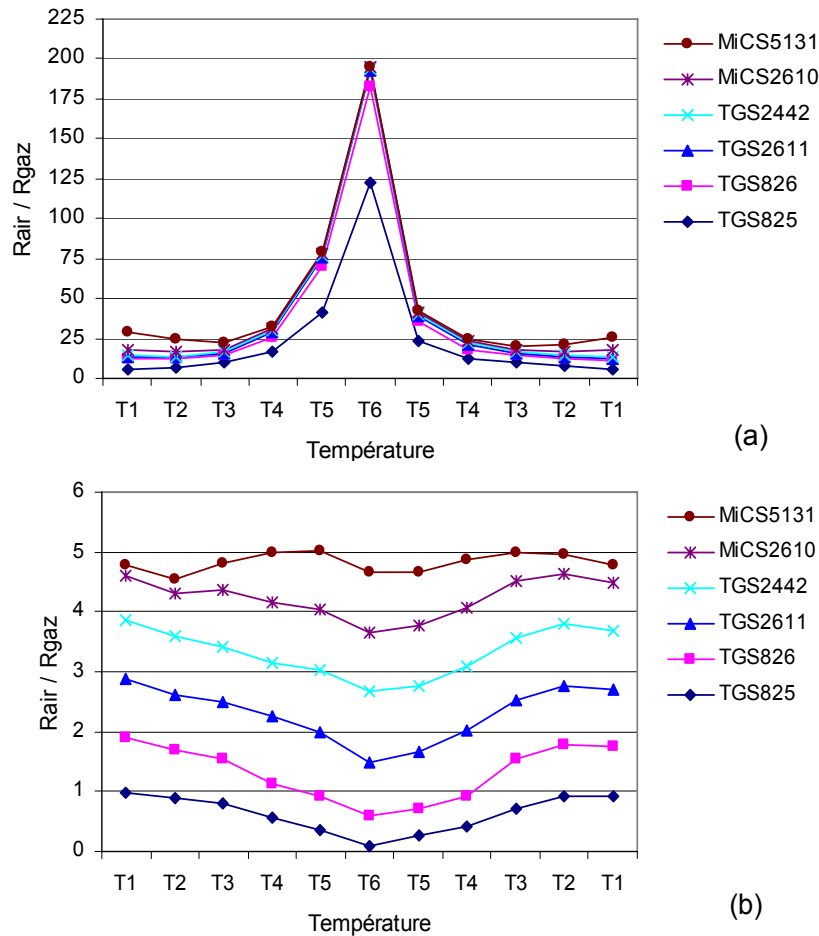 225
200
175
150
125
100
75
50
25
0
Rair / Rgaz
T1 T2 T3 T4 T5 T6 T5 T4 T3 T2 T1
Température
MiCS5131
MiCS2610
TGS2442
TGS2611
TGS826
TGS825
(a)
6
5
4
3
2
1
0
Rair / Rgaz
T1 T2 T3 T4 T5 T6 T5 T4 T3 T2 T1
Température
MiCS5131
MiCS2610
TGS2442
TGS2611
TGS826
TGS825
(b)